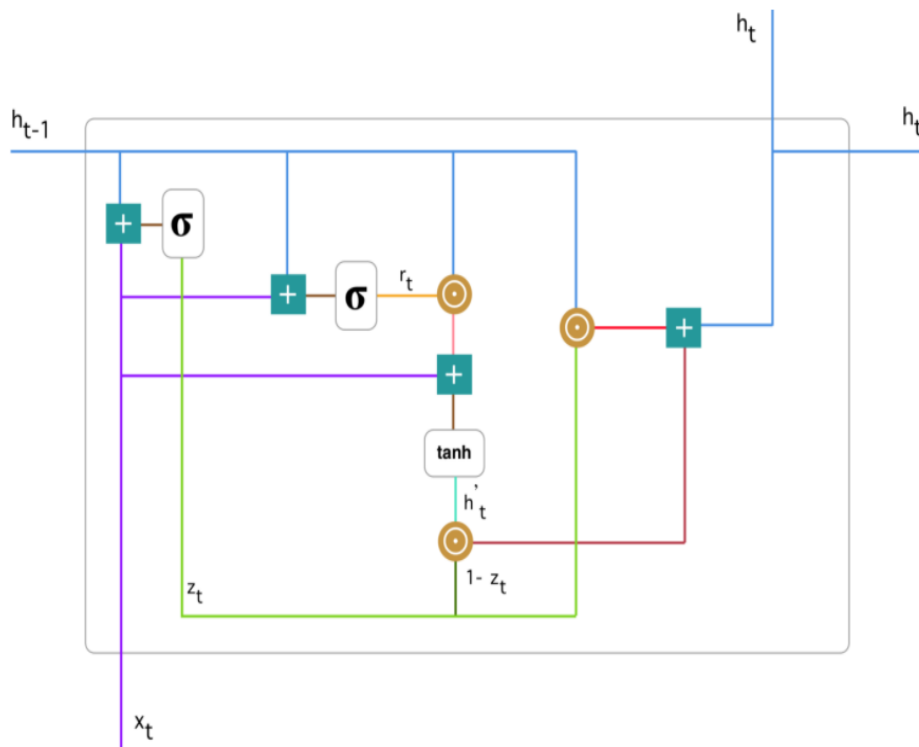 h_t
h_{t-1}
h_t
+
σ
+
σ
r_t
+
+
tanh
h'_t
1- z_t
z_t
x_t